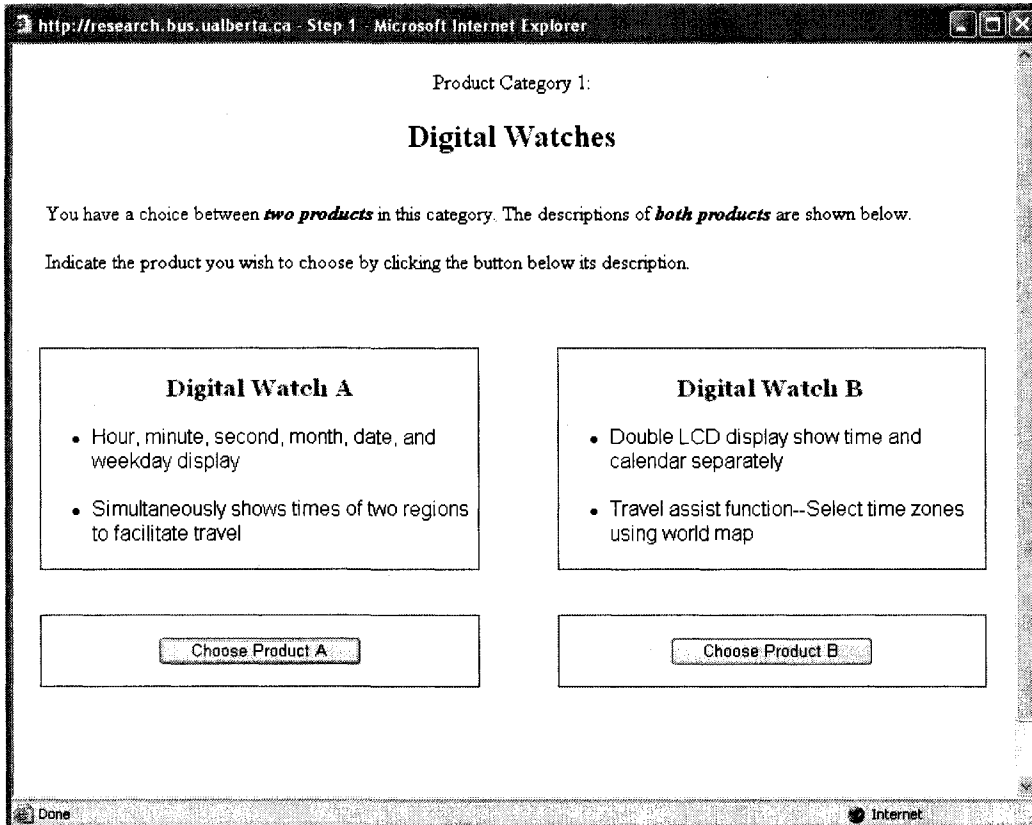 http://research.bus.ualberta.ca - Step 1 - Microsoft Internet Explorer
Product Category 1:
Digital Watches
You have a choice between two products in this category. The descriptions of both products are shown below.
Indicate the product you wish to choose by clicking the button below its description.
Digital Watch A
• Hour, minute, second, month, date, and
weekday display
• Simultaneously shows times of two regions
to facilitate travel
Choose Product A
Digital Watch B
• Double LCD display show time and
calendar separately
• Travel assist function--Select time zones
using world map
Choose Product B
Done
Internet